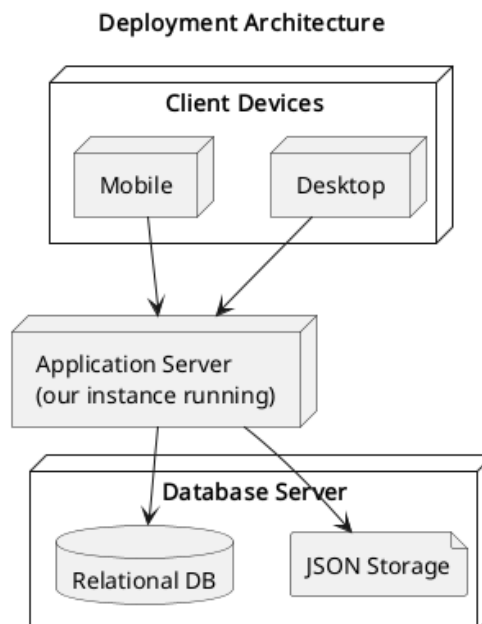 Deployment Architecture
Client Devices
Mobile
Desktop
Application Server
(our instance running)
Database Server
Relational DB
JSON Storage